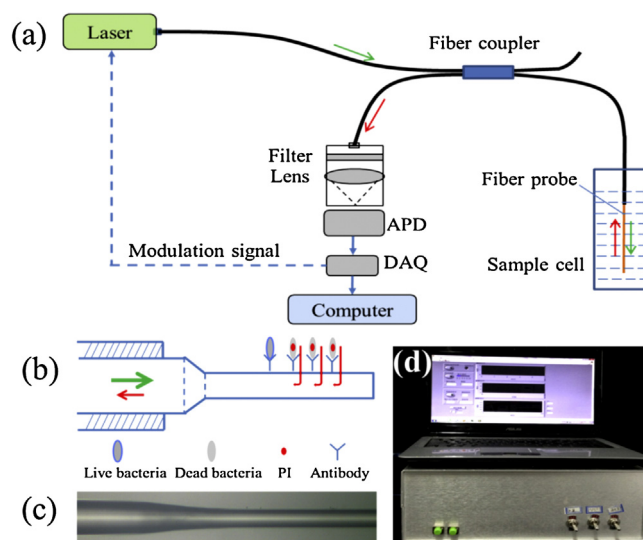 (a)
Laser
Fiber coupler
Filter
Lens
Fiber probe
APD
Modulation signal
DAQ
Sample cell
Computer
(b)
(d)
Live bacteria Dead bacteria PI Antibody
(c)